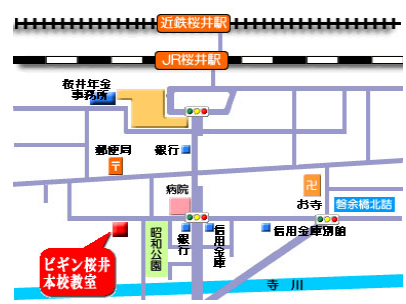 近鉄桜井駅
JR桜井駅
桜井年金
事務所
郵便局
銀行
病院
お寺
磐余橋北詰
ビギン桜井
本校教室
昭和公園
銀行
信用金庫
信用金庫別館
寺川